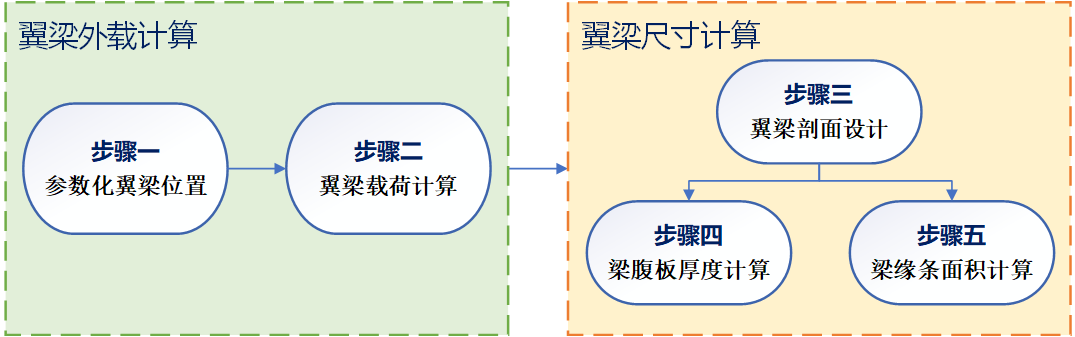 翼梁外载计算
步骤一
参数化翼梁位置
步骤二
翼梁载荷计算
翼梁尺寸计算
步骤三
翼梁剖面设计
步骤四
梁腹板厚度计算
步骤五
梁缘条面积计算